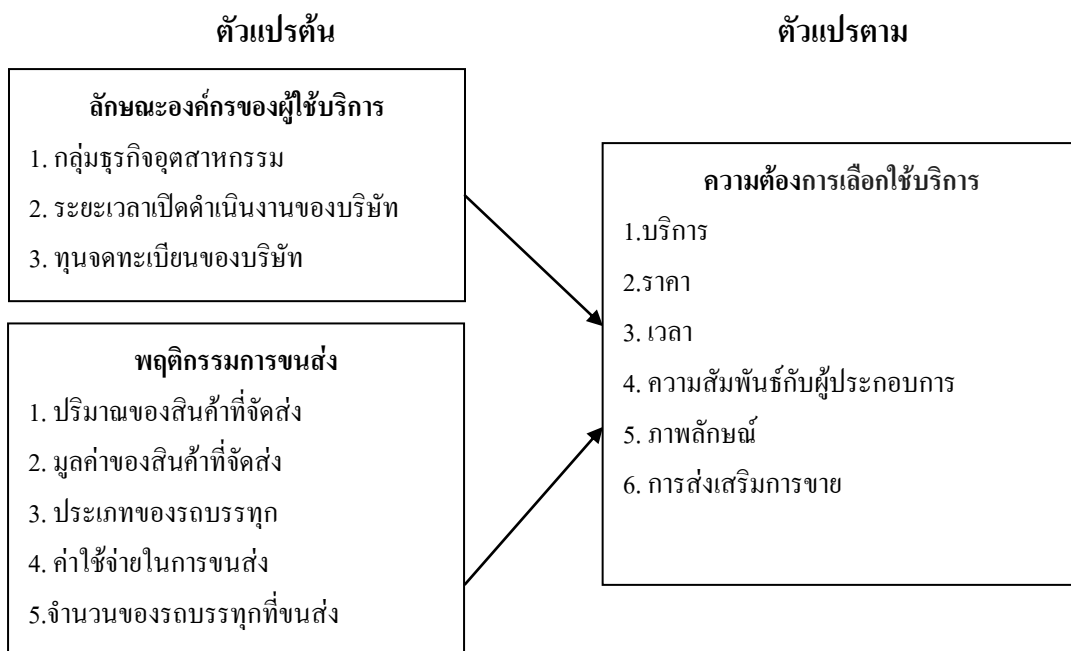 ตัวแปรต้น
ตัวแปรตาม
ลักษณะองค์กรของผู้ใช้บริการ
1. กลุ่มธุรกิจอุตสาหกรรม
2. ระยะเวลาเปิดดำเนินงานของบริษัท
3. ทุนจดทะเบียนของบริษัท
พฤติกรรมการขนส่ง
1. ปริมาณของสินค้าที่จัดส่ง
2. มูลค่าของสินค้าที่จัดส่ง
3. ประเภทของรถบรรทุก
4. ค่าใช้จ่ายในการขนส่ง
5.จำนวนของรถบรรทุกที่ขนส่ง
ความต้องการเลือกใช้บริการ
1.บริการ
2.ราคา
3. เวลา
4. ความสัมพันธ์กับผู้ประกอบการ
5. ภาพลักษณ์
6. การส่งเสริมการขาย